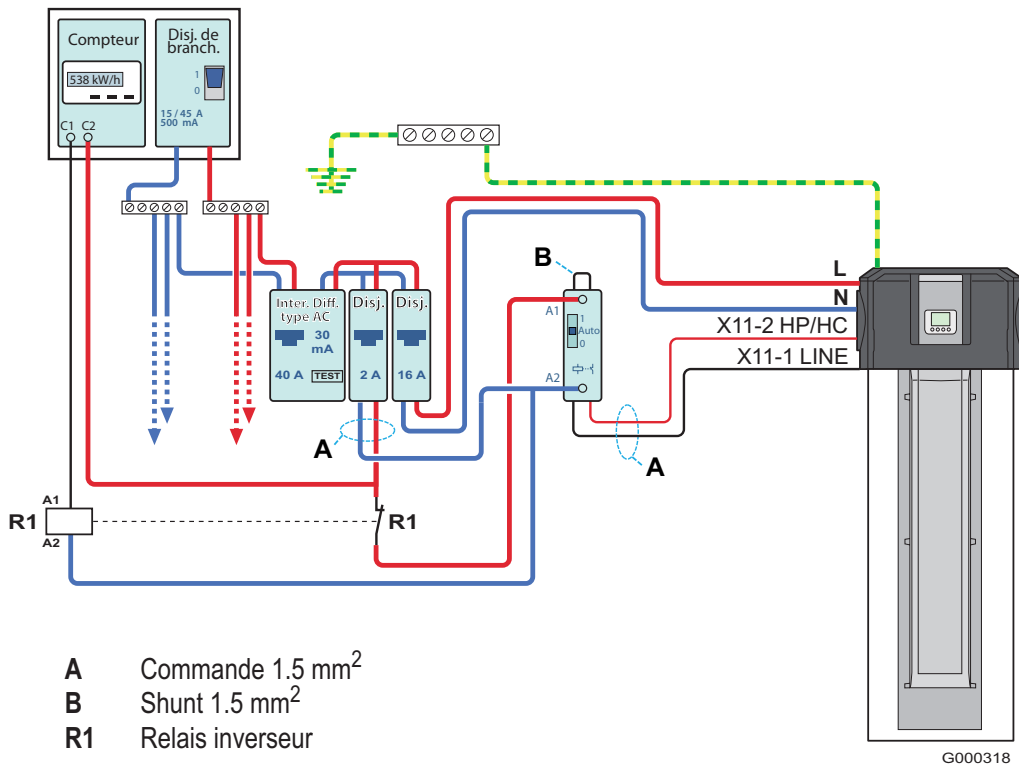 Compteur
Disj. de
branch.
538 kW/h
1
0
15 / 45 A
500 mA
C1 C2
B
L
N
X11-2 HP/HC
X11-1 LINE
Inter. Diff.
type AC
30
mA
40 A
TEST
Disj.
2 A
Disj.
16 A
A1
1
Auto
0
A2
A
A
A1
R1
A2
R1
A Commande 1.5 mm²
B Shunt 1.5 mm²
R1 Relais inverseur
G000318